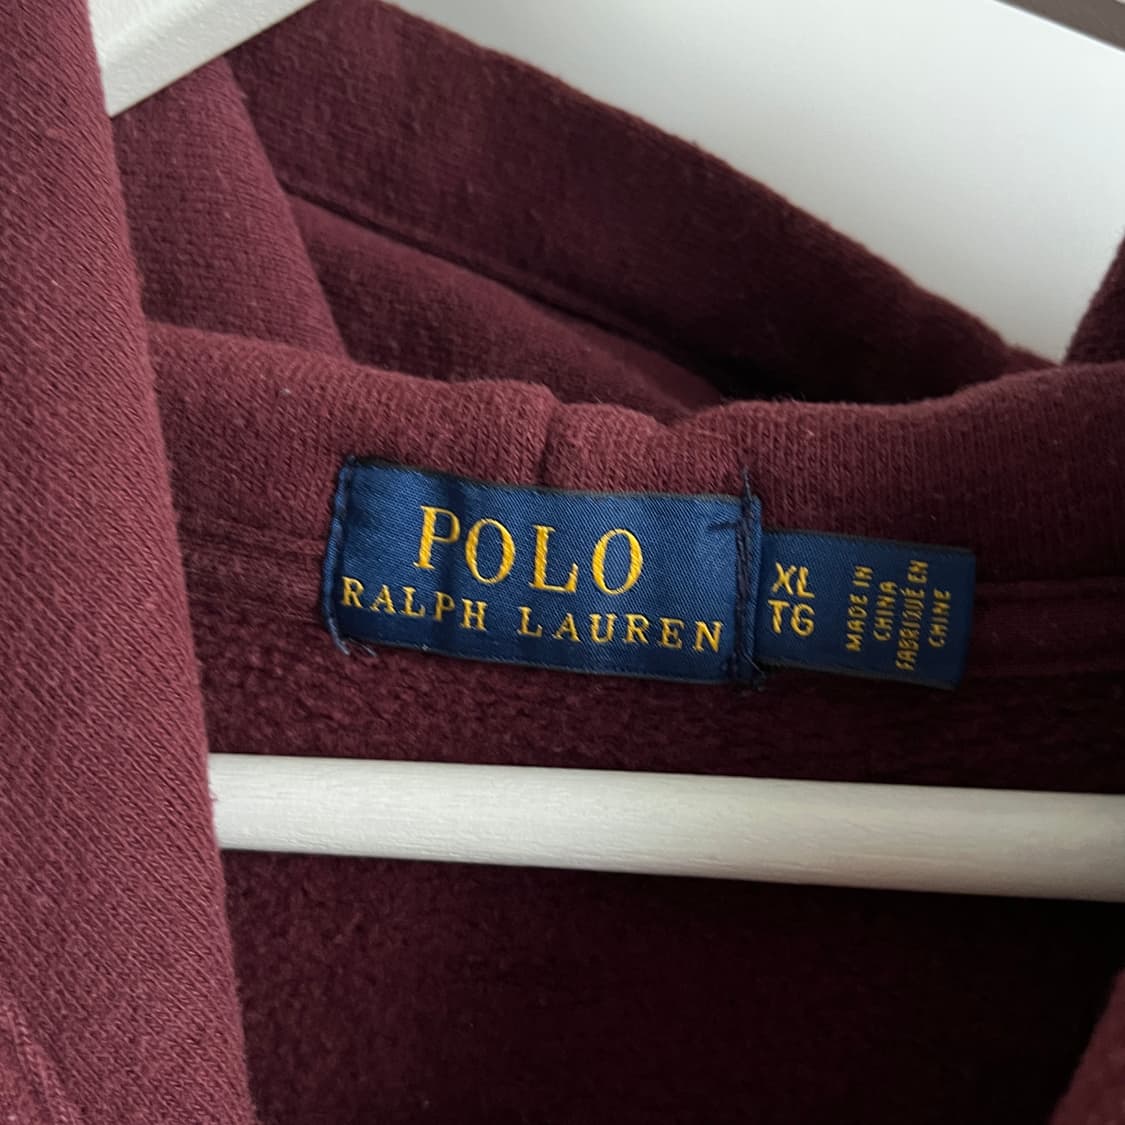 POLO
RALPH LAUREN
XL
TG
MADE IN
CHINA
FABRIQUÉ EN
CHINE